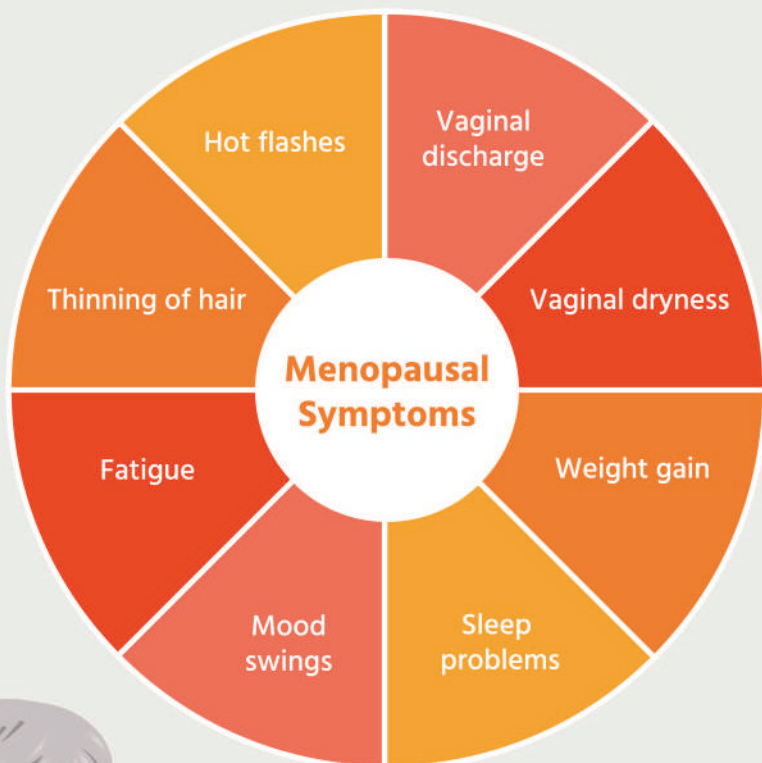 Hot flashes
Vaginal
discharge
Thinning of hair
Vaginal dryness
Menopausal
Symptoms
Fatigue
Weight gain
Mood
swings
Sleep
problems